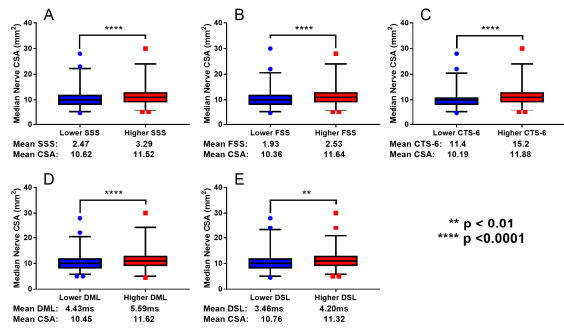 A
****
Median Nerve CSA (mm²)
40
30
20
10
0
Lower SSS Higher SSS
Mean SSS: 2.47 3.29
Mean CSA: 10.62 11.52
B
****
Median Nerve CSA (mm²)
40
30
20
10
0
Lower FSS Higher FSS
Mean FSS: 1.93 2.53
Mean CSA: 10.36 11.64
C
****
Median Nerve CSA (mm²)
40
30
20
10
0
Lower CTS-6 Higher CTS-6
Mean CTS-6: 11.4 15.2
Mean CSA: 10.19 11.88
D
****
Median Nerve CSA (mm²)
40
30
20
10
0
Lower DML Higher DML
Mean DML: 4.43ms 5.59ms
Mean CSA: 10.45 11.62
E
**
Median Nerve CSA (mm²)
40
30
20
10
0
Lower DSL Higher DSL
Mean DSL: 3.46ms 4.20ms
Mean CSA: 10.76 11.32
** p < 0.01
**** p <0.0001